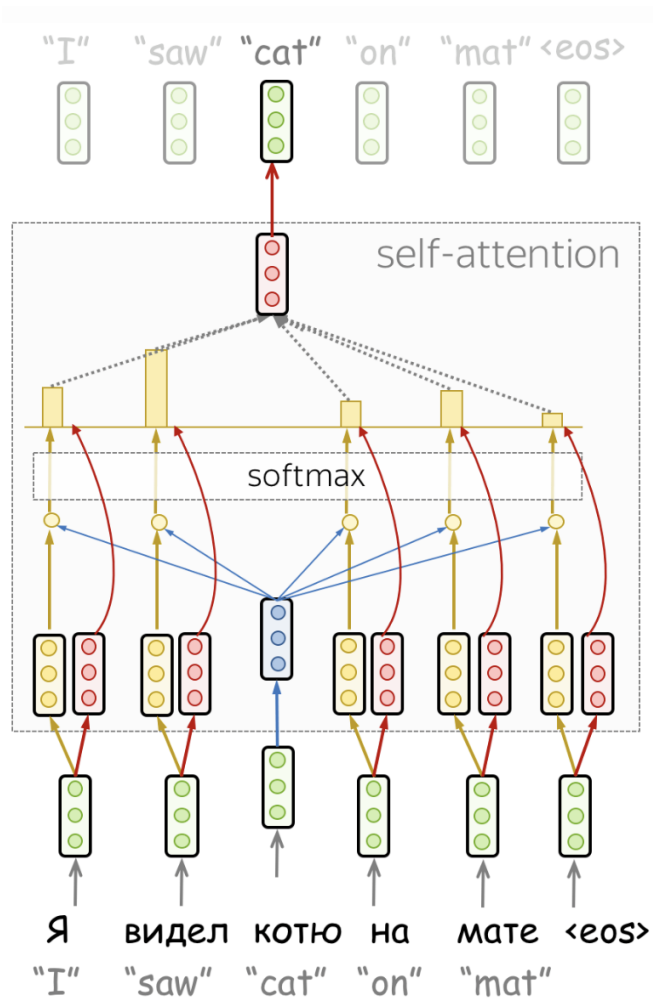 “I” “saw” “cat” “on” “mat” <eos>
self-attention
softmax
Я видел котю на мате <eos>
“I” “saw” “cat” “on” “mat”